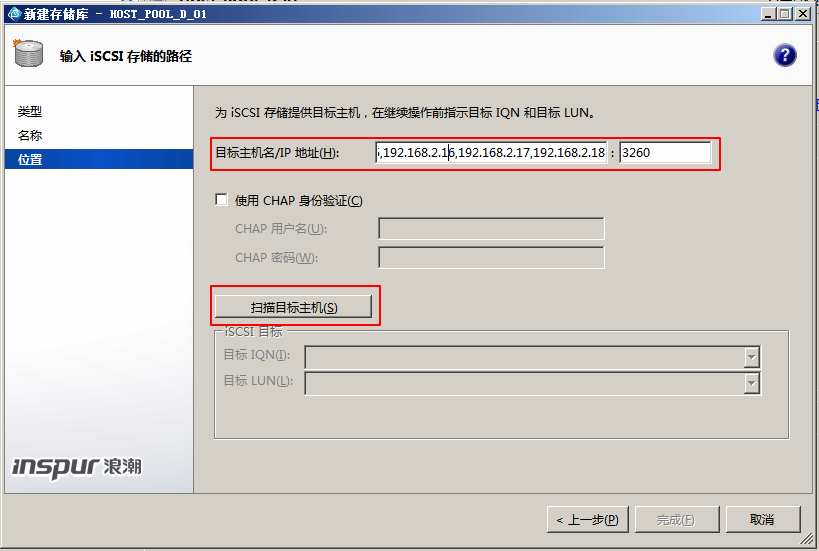 新建存储库 - HOST_POOL_D_01
输入 iSCSI 存储的路径
类型
名称
位置
为 iSCSI 存储提供目标主机，在继续操作前指示目标 IQN 和目标 LUN。
目标主机名/IP 地址(H): ,192.168.2.16,192.168.2.17,192.168.2.18 : 3260
使用 CHAP 身份验证(C)
CHAP 用户名(U):
CHAP 密码(W):
扫描目标主机(S)
iSCSI 目标
目标 IQN(I):
目标 LUN(L):
inspur 浪潮
< 上一步(P) 完成(F) 取消